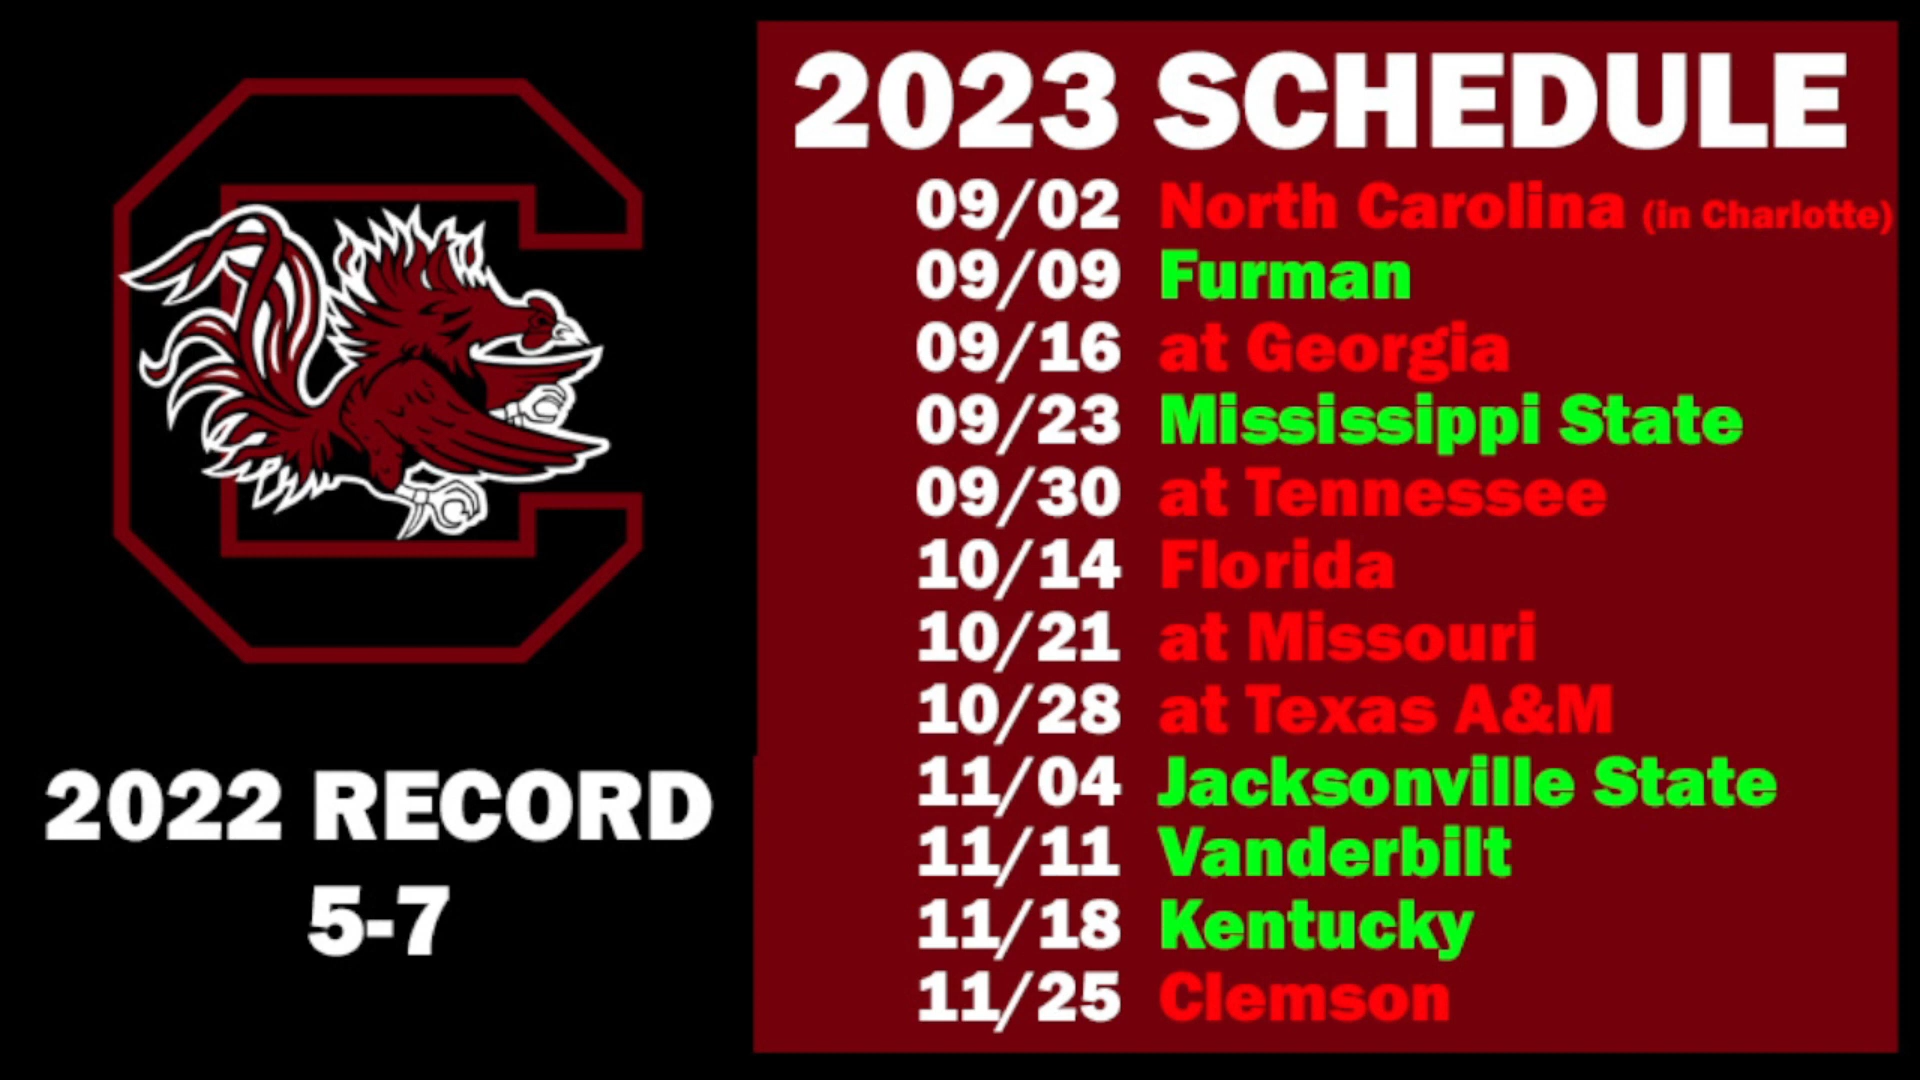 2023 SCHEDULE
09/02 North Carolina (in Charlotte)
09/09 Furman
09/16 at Georgia
09/23 Mississippi State
09/30 at Tennessee
10/14 Florida
10/21 at Missouri
10/28 at Texas A&M
11/04 Jacksonville State
11/11 Vanderbilt
11/18 Kentucky
11/25 Clemson
2022 RECORD
5-7